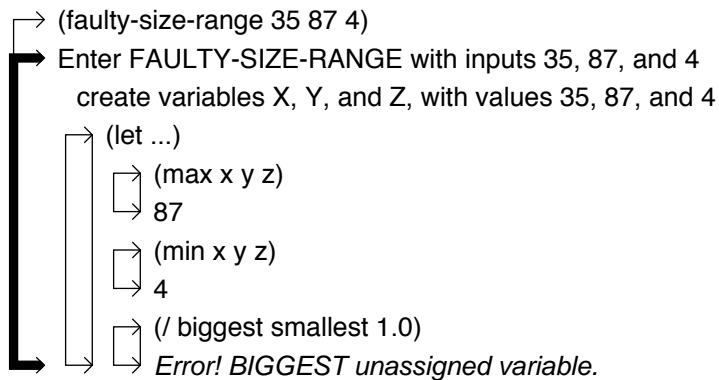 (faulty-size-range 35 87 4)
Enter FAULTY-SIZE-RANGE with inputs 35, 87, and 4
create variables X, Y, and Z, with values 35, 87, and 4
(let ...)
(max x y z)
87
(min x y z)
4
(/ biggest smallest 1.0)
Error! BIGGEST unassigned variable.